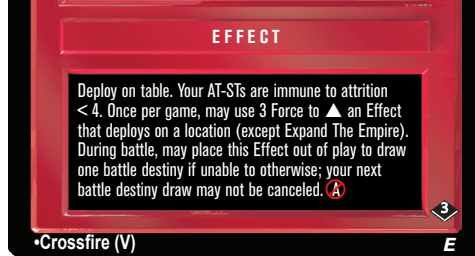 EFFECT
Deploy on table. Your AT-STs are immune to attrition
< 4. Once per game, may use 3 Force to ▲ an Effect
that deploys on a location (except Expand The Empire).
During battle, may place this Effect out of play to draw
one battle destiny if unable to otherwise; your next
battle destiny draw may not be canceled. A
3
•Crossfire (V) E